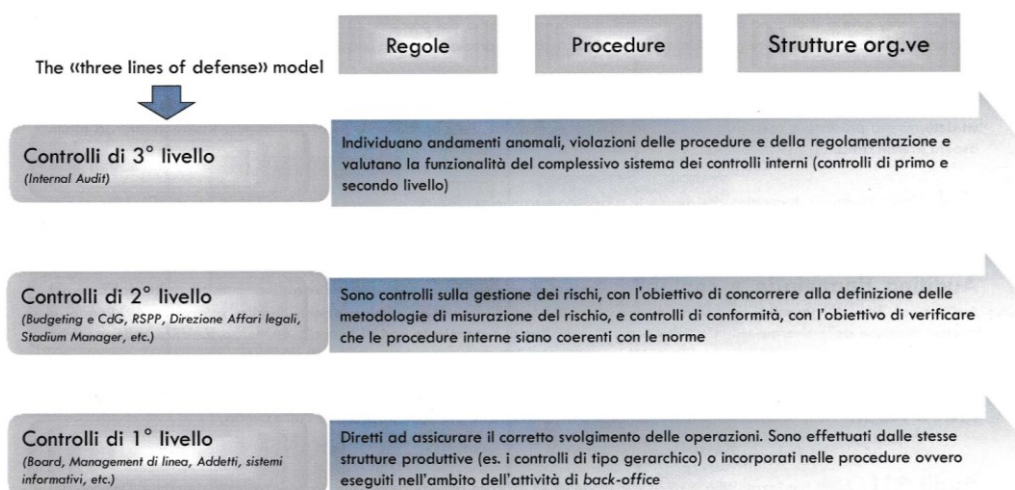 Regole
Procedure
Strutture org.ve
The «three lines of defense» model
Controlli di 3° livello
(Internal Audit)
Individuano andamenti anomali, violazioni delle procedure e della regolamentazione e
valutano la funzionalità del complessivo sistema dei controlli interni (controlli di primo e
secondo livello)
Controlli di 2° livello
(Budgeting e CdG, RSPP, Direzione Affari legali,
Stadium Manager, etc.)
Sono controlli sulla gestione dei rischi, con l'obiettivo di concorrere alla definizione delle
metodologie di misurazione del rischio, e controlli di conformità, con l'obiettivo di verificare
che le procedure interne siano coerenti con le norme
Controlli di 1° livello
(Board, Management di linea, Addetti, sistemi
informativi, etc.)
Diretti ad assicurare il corretto svolgimento delle operazioni. Sono effettuati dalle stesse
strutture produttive (es. i controlli di tipo gerarchico) o incorporati nelle procedure ovvero
eseguiti nell'ambito dell'attività di back-office